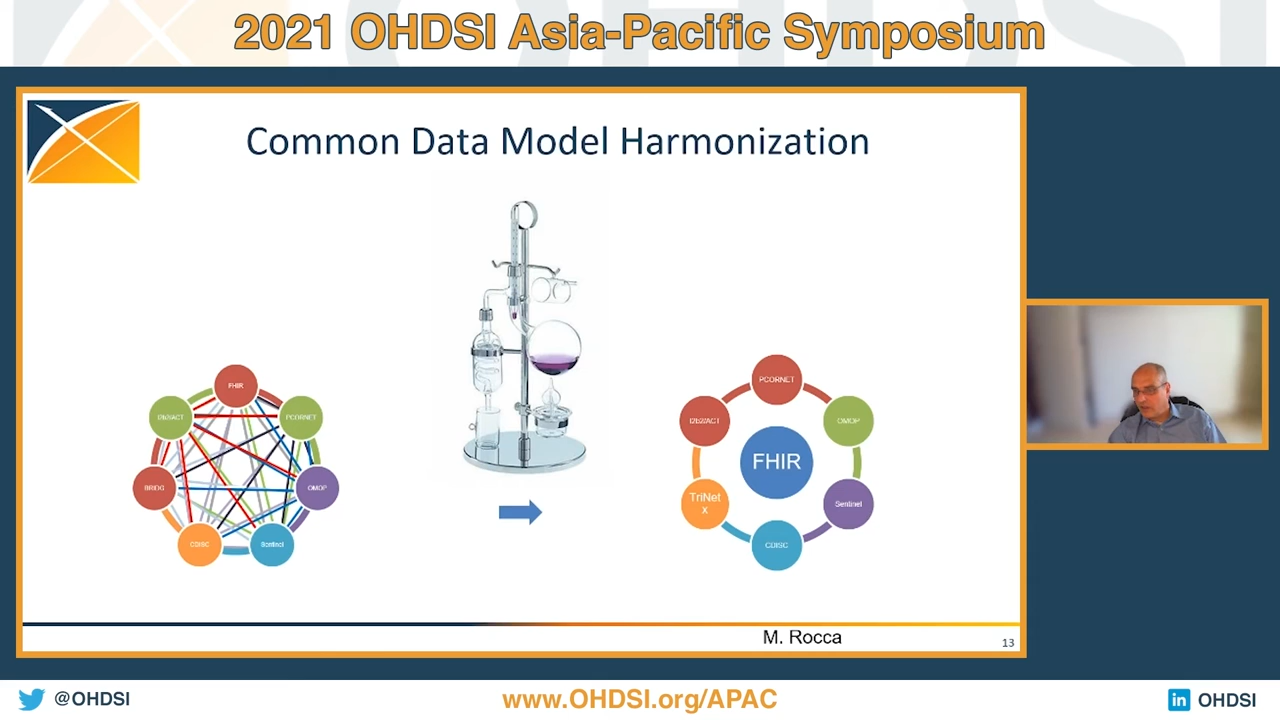 2021 OHDSI Asia-Pacific Symposium
Common Data Model Harmonization
FHIR
I2b2/ACT
PCORNET
BRIDG
OMOP
CDISC
Sentinel
PCORNET
I2b2/ACT
OMOP
FHIR
TriNet
x
Sentinel
CDISC
M. Rocca
13
@OHDSI
www.OHDSI.org/APAC
in OHDSI